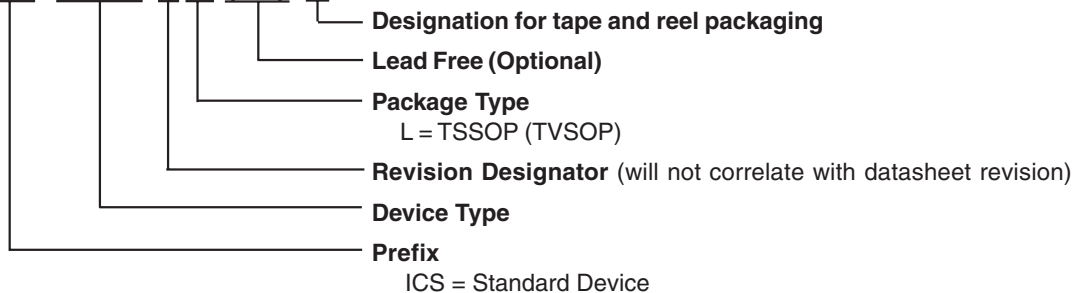 Designation for tape and reel packaging
Lead Free (Optional)
Package Type
L = TSSOP (TVSOP)
Revision Designator (will not correlate with datasheet revision)
Device Type
Prefix
ICS = Standard Device